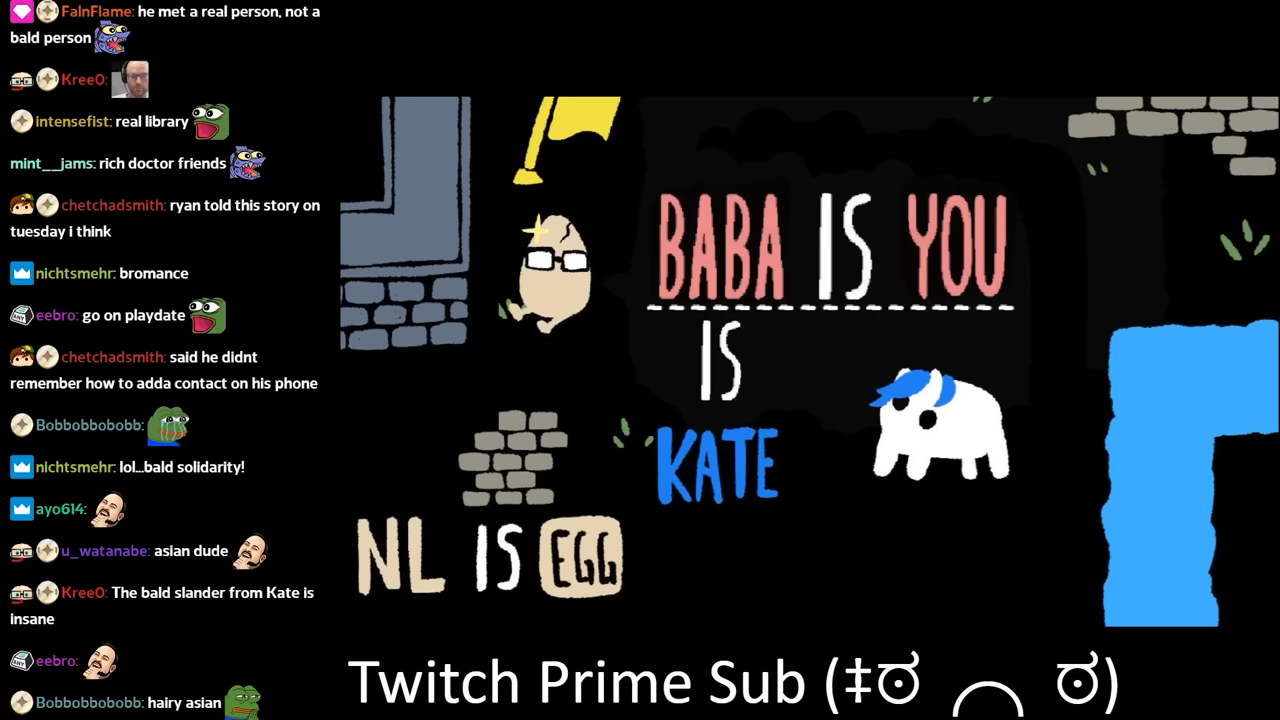 FalnFlame: he met a real person, not a
bald person
KreeO:
intensefist: real library
mint__jams: rich doctor friends
chetchadsmith: ryan told this story on
tuesday i think
nichtsmehr: bromance
eebro: go on playdate
chetchadsmith: said he didnt
remember how to adda contact on his phone
Bobbobbobobb:
nichtsmehr: lol...bald solidarity!
ayo614:
u_watanabe: asian dude
KreeO: The bald slander from Kate is
insane
eebro:
Bobbobbobobb: hairy asian
BABA IS YOU
IS
KATE
NL IS EGG
Twitch Prime Sub (‡ಠ ╭╮ ಠ)